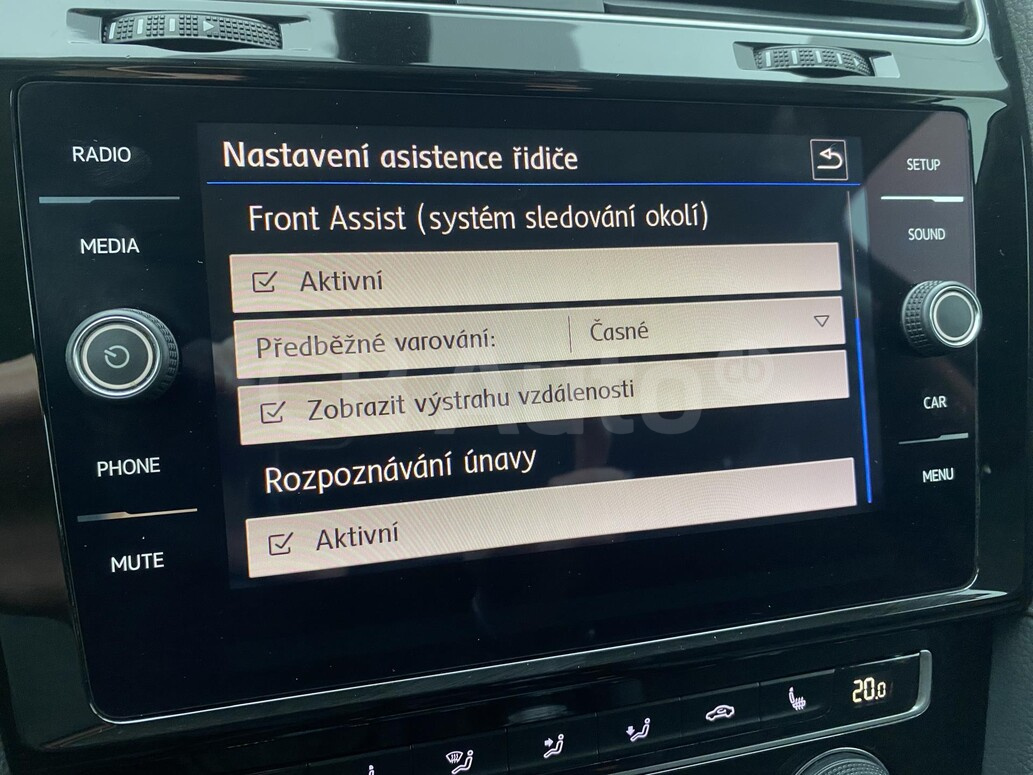 RADIO
MEDIA
PHONE
MUTE
Nastavení asistence řidiče
Front Assist (systém sledování okolí)
Aktivní
Předběžné varování: Časné
Zobrazit výstrahu vzdálenosti
Rozpoznávání únavy
Aktivní
SETUP
SOUND
CAR
MENU
20.0
Auto